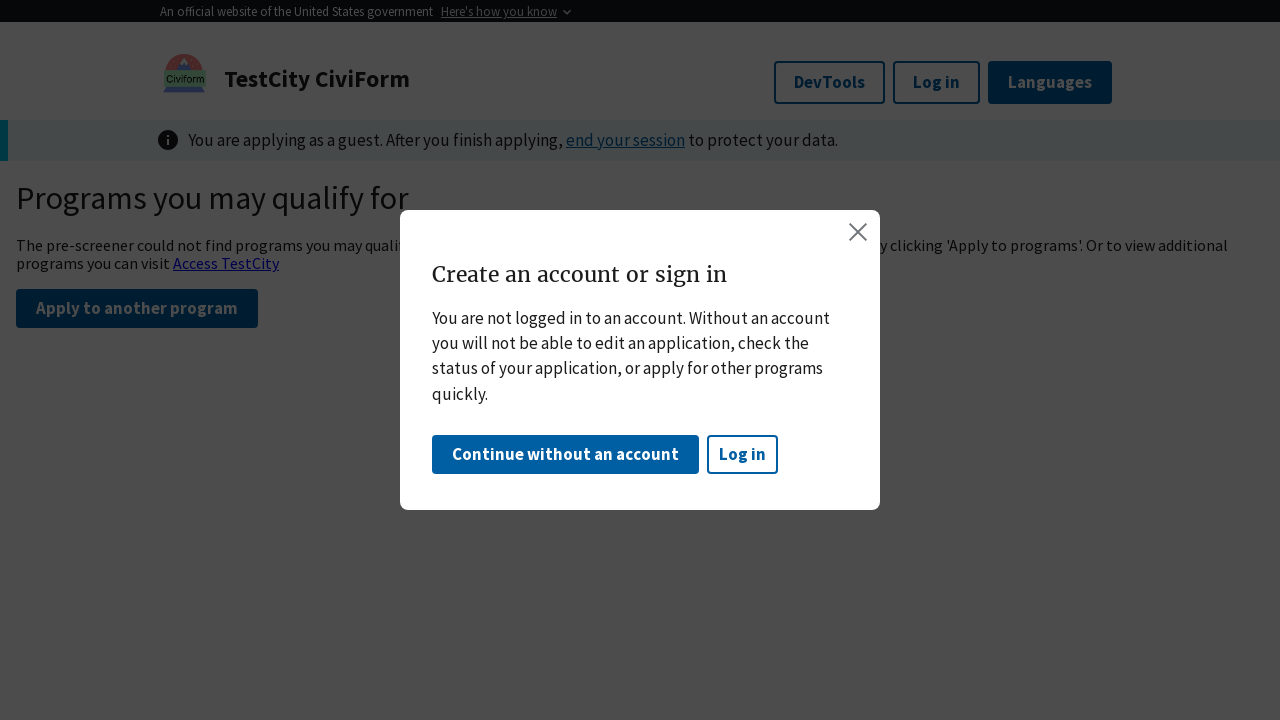 An official website of the United States government Here's how you know
Civiform
TestCity CiviForm
DevTools
Log in
Languages
You are applying as a guest. After you finish applying, end your session to protect your data.
Programs you may qualify for
The pre-screener could not find programs you may
y clicking 'Apply to programs'. Or to view additional
programs you can visit Access TestCity
Apply to another program
Create an account or sign in
You are not logged in to an account. Without an account
you will not be able to edit an application, check the
status of your application, or apply for other programs
quickly.
Continue without an account
Log in